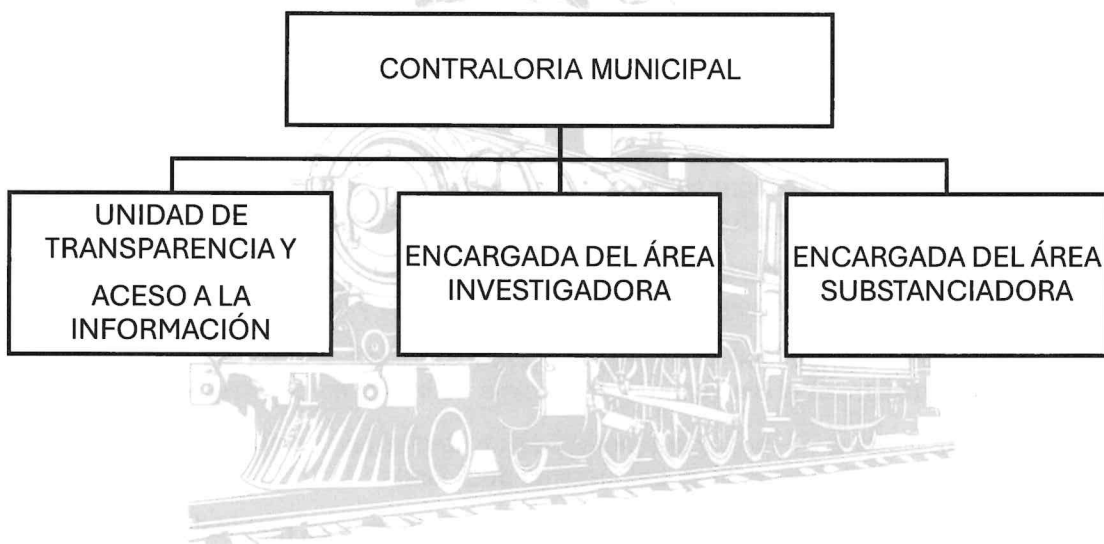 CONTRALORIA MUNICIPAL
UNIDAD DE
TRANSPARENCIA Y
ACESO A LA
INFORMACIÓN
ENCARGADA DEL ÁREA
INVESTIGADORA
ENCARGADA DEL ÁREA
SUBSTANCIADORA